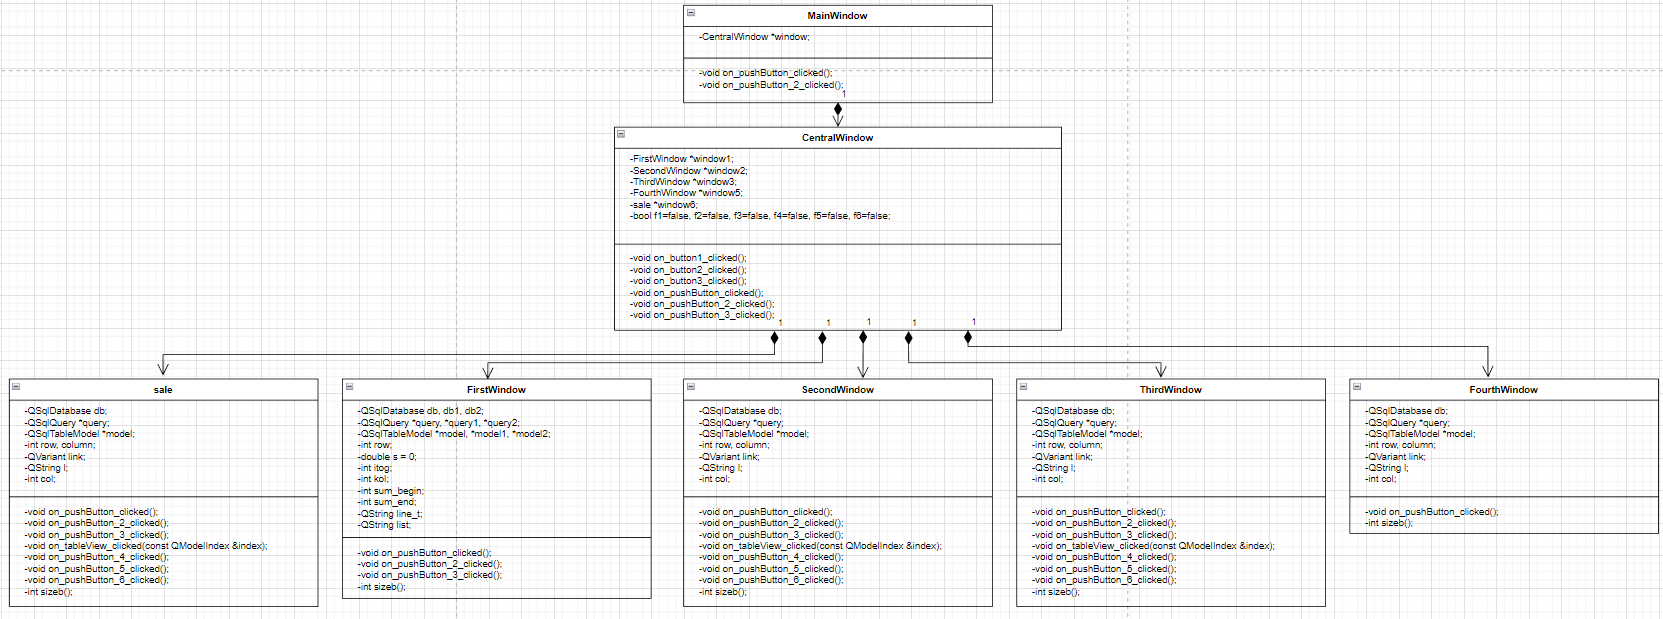 MainWindow
-CentralWindow *window;
-void on_pushButton_clicked();
-void on_pushButton_2_clicked();
1
CentralWindow
-FirstWindow *window1;
-SecondWindow *window2;
-ThirdWindow *window3;
-FourthWindow *window5;
-sale *window6;
-bool f1=false, f2=false, f3=false, f4=false, f5=false, f6=false;
-void on_button1_clicked();
-void on_button2_clicked();
-void on_button3_clicked();
-void on_pushButton_clicked();
-void on_pushButton_2_clicked();
-void on_pushButton_3_clicked();
1
1
1
1
1
sale
-QSqlDatabase db;
-QSqlQuery *query;
-QSqlTableModel *model;
-int row, column;
-QVariant link;
-QString l;
-int col;
-void on_pushButton_clicked();
-void on_pushButton_2_clicked();
-void on_pushButton_3_clicked();
-void on_tableView_clicked(const QModelIndex &index);
-void on_pushButton_4_clicked();
-void on_pushButton_5_clicked();
-void on_pushButton_6_clicked();
-int sizeb();
FirstWindow
-QSqlDatabase db, db1, db2;
-QSqlQuery *query, *query1, *query2;
-QSqlTableModel *model, *model1, *model2;
-int row;
-double s = 0;
-int itog;
-int kol;
-int sum_begin;
-int sum_end;
-QString line_t;
-QString list;
-void on_pushButton_clicked();
-void on_pushButton_2_clicked();
-void on_pushButton_3_clicked();
-int sizeb();
SecondWindow
-QSqlDatabase db;
-QSqlQuery *query;
-QSqlTableModel *model;
-int row, column;
-QVariant link;
-QString l;
-int col;
-void on_pushButton_clicked();
-void on_pushButton_2_clicked();
-void on_pushButton_3_clicked();
-void on_tableView_clicked(const QModelIndex &index);
-void on_pushButton_4_clicked();
-void on_pushButton_5_clicked();
-void on_pushButton_6_clicked();
-int sizeb();
ThirdWindow
-QSqlDatabase db;
-QSqlQuery *query;
-QSqlTableModel *model;
-int row, column;
-QVariant link;
-QString l;
-int col;
-void on_pushButton_clicked();
-void on_pushButton_2_clicked();
-void on_pushButton_3_clicked();
-void on_tableView_clicked(const QModelIndex &index);
-void on_pushButton_4_clicked();
-void on_pushButton_5_clicked();
-void on_pushButton_6_clicked();
-int sizeb();
FourthWindow
-QSqlDatabase db;
-QSqlQuery *query;
-QSqlTableModel *model;
-int row, column;
-QVariant link;
-QString l;
-int col;
-void on_pushButton_clicked();
-int sizeb();